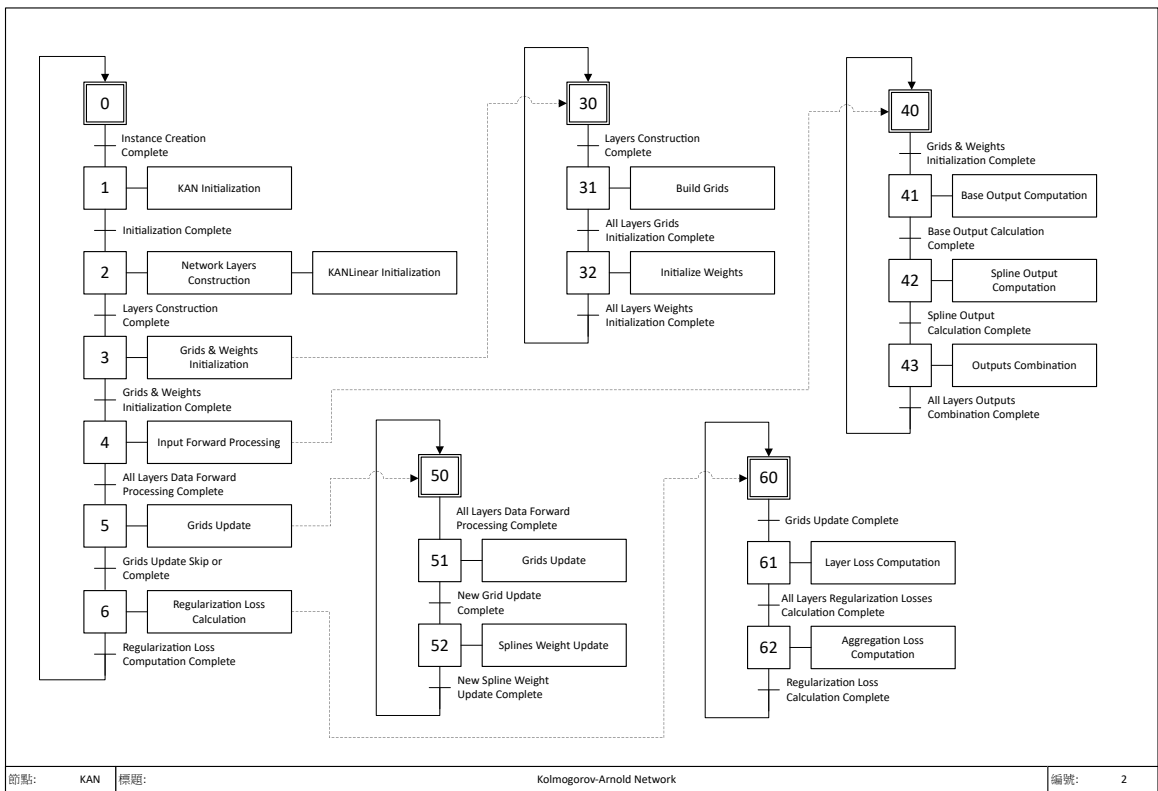 0
Instance Creation
Complete
1
KAN Initialization
Initialization Complete
2
Network Layers
Construction
KANLinear Initialization
Layers Construction
Complete
3
Grids & Weights
Initialization
Grids & Weights
Initialization Complete
4
Input Forward Processing
All Layers Data Forward
Processing Complete
5
Grids Update
Grids Update Skip or
Complete
6
Regularization Loss
Calculation
Regularization Loss
Computation Complete
30
Layers Construction
Complete
31
Build Grids
All Layers Grids
Initialization Complete
32
Initialize Weights
All Layers Weights
Initialization Complete
40
Grids & Weights
Initialization Complete
41
Base Output Computation
Base Output Calculation
Complete
42
Spline Output
Computation
Spline Output
Calculation Complete
43
Outputs Combination
All Layers Outputs
Combination Complete
50
All Layers Data Forward
Processing Complete
51
Grids Update
New Grid Update
Complete
52
Splines Weight Update
New Spline Weight
Update Complete
60
Grids Update Complete
61
Layer Loss Computation
All Layers Regularization Losses
Calculation Complete
62
Aggregation Loss
Computation
Regularization Loss
Calculation Complete
節點: KAN
標題: Kolmogorov-Arnold Network
編號: 2